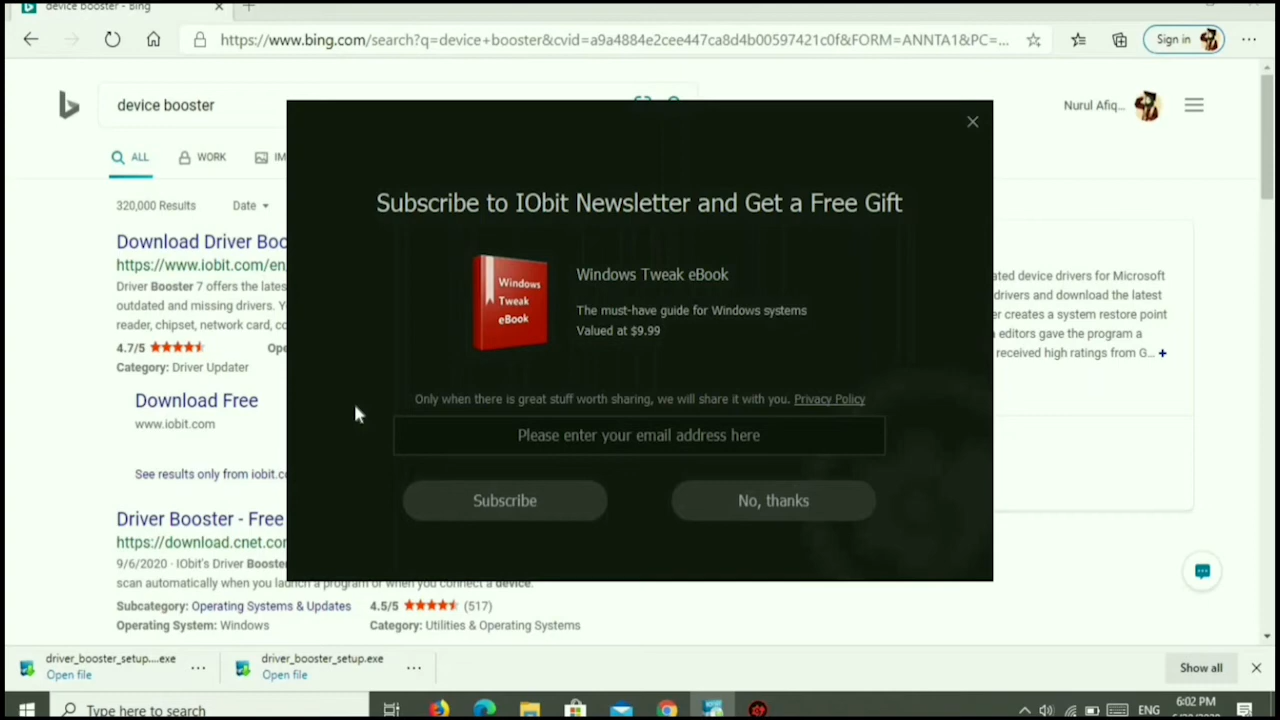 device booster - Bing
https://www.bing.com/search?q=device+booster&cvid=a9a4884e2cee447ca8d4b00597421c0f&FORM=ANNTA1&PC=...
Sign in
device booster
Nurul Afiq...
ALL
WORK
IM
320,000 Results
Date
Download Driver Boo
https://www.iobit.com/en
Driver Booster 7 offers the lates
outdated and missing drivers. Y
reader, chipset, network card, co
4.7/5
Ope
Category: Driver Updater
Download Free
www.iobit.com
See results only from iobit.c
Driver Booster - Free
https://download.cnet.con
9/6/2020 · IObit's Driver Booster
scan automatically when you launch a program or when you connect a device.
Subcategory: Operating Systems & Updates
4.5/5
(517)
Operating System: Windows
Category: Utilities & Operating Systems
Subscribe to IObit Newsletter and Get a Free Gift
Windows
Tweak
eBook
Windows Tweak eBook
The must-have guide for Windows systems
Valued at $9.99
Only when there is great stuff worth sharing, we will share it with you. Privacy Policy
Please enter your email address here
Subscribe
No, thanks
ated device drivers for Microsoft
drivers and download the latest
er creates a system restore point
n editors gave the program a
received high ratings from G... +
driver_booster_setup....exe
Open file
driver_booster_setup.exe
Open file
Show all
Type here to search
ENG
6:02 PM